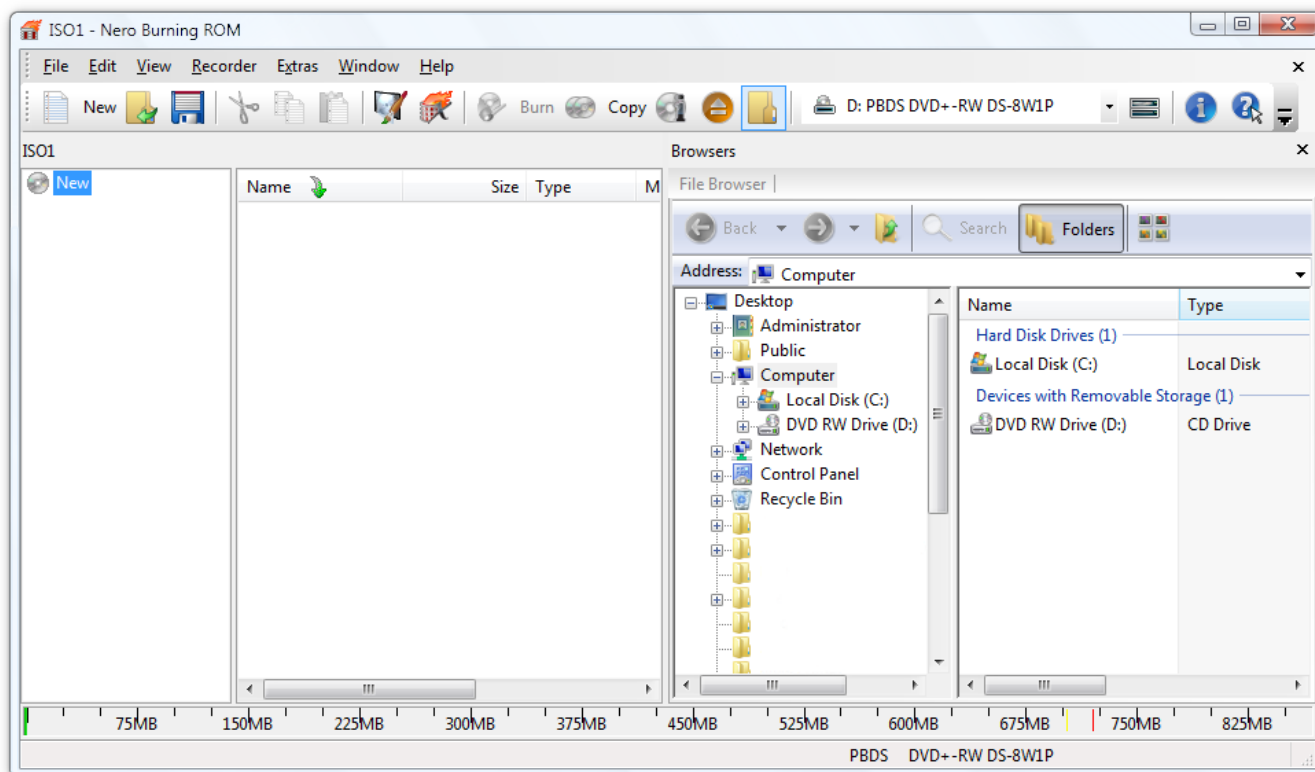 ISO1 - Nero Burning ROM
File Edit View Recorder Extras Window Help
New Burn Copy D: PBDS DVD+-RW DS-8W1P
ISO1
New
Name Size Type M
Browsers
File Browser
Back Search Folders
Address: Computer
Desktop
Administrator
Public
Computer
Local Disk (C:)
DVD RW Drive (D:)
Network
Control Panel
Recycle Bin
Name Type
Hard Disk Drives (1)
Local Disk (C:) Local Disk
Devices with Removable Storage (1)
DVD RW Drive (D:) CD Drive
75MB 150MB 225MB 300MB 375MB 450MB 525MB 600MB 675MB 750MB 825MB
PBDS DVD+-RW DS-8W1P